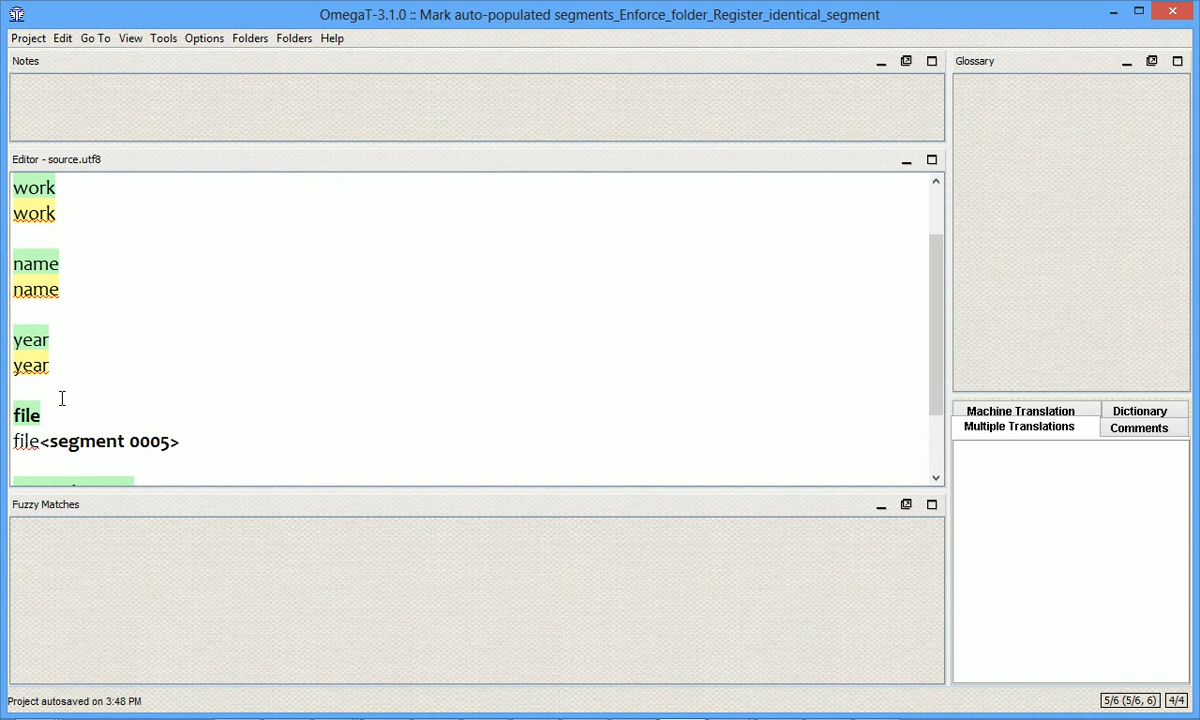 OmegaT-3.1.0 :: Mark auto-populated segments_Enforce_folder_Register_identical_segment
Project Edit Go To View Tools Options Folders Folders Help
Notes
Glossary
Editor - source.utf8
work
work
name
name
year
year
file
file<segment 0005>
Machine Translation
Dictionary
Multiple Translations
Comments
Fuzzy Matches
Project autosaved on 3:48 PM
5/6 (5/6, 6)
4/4